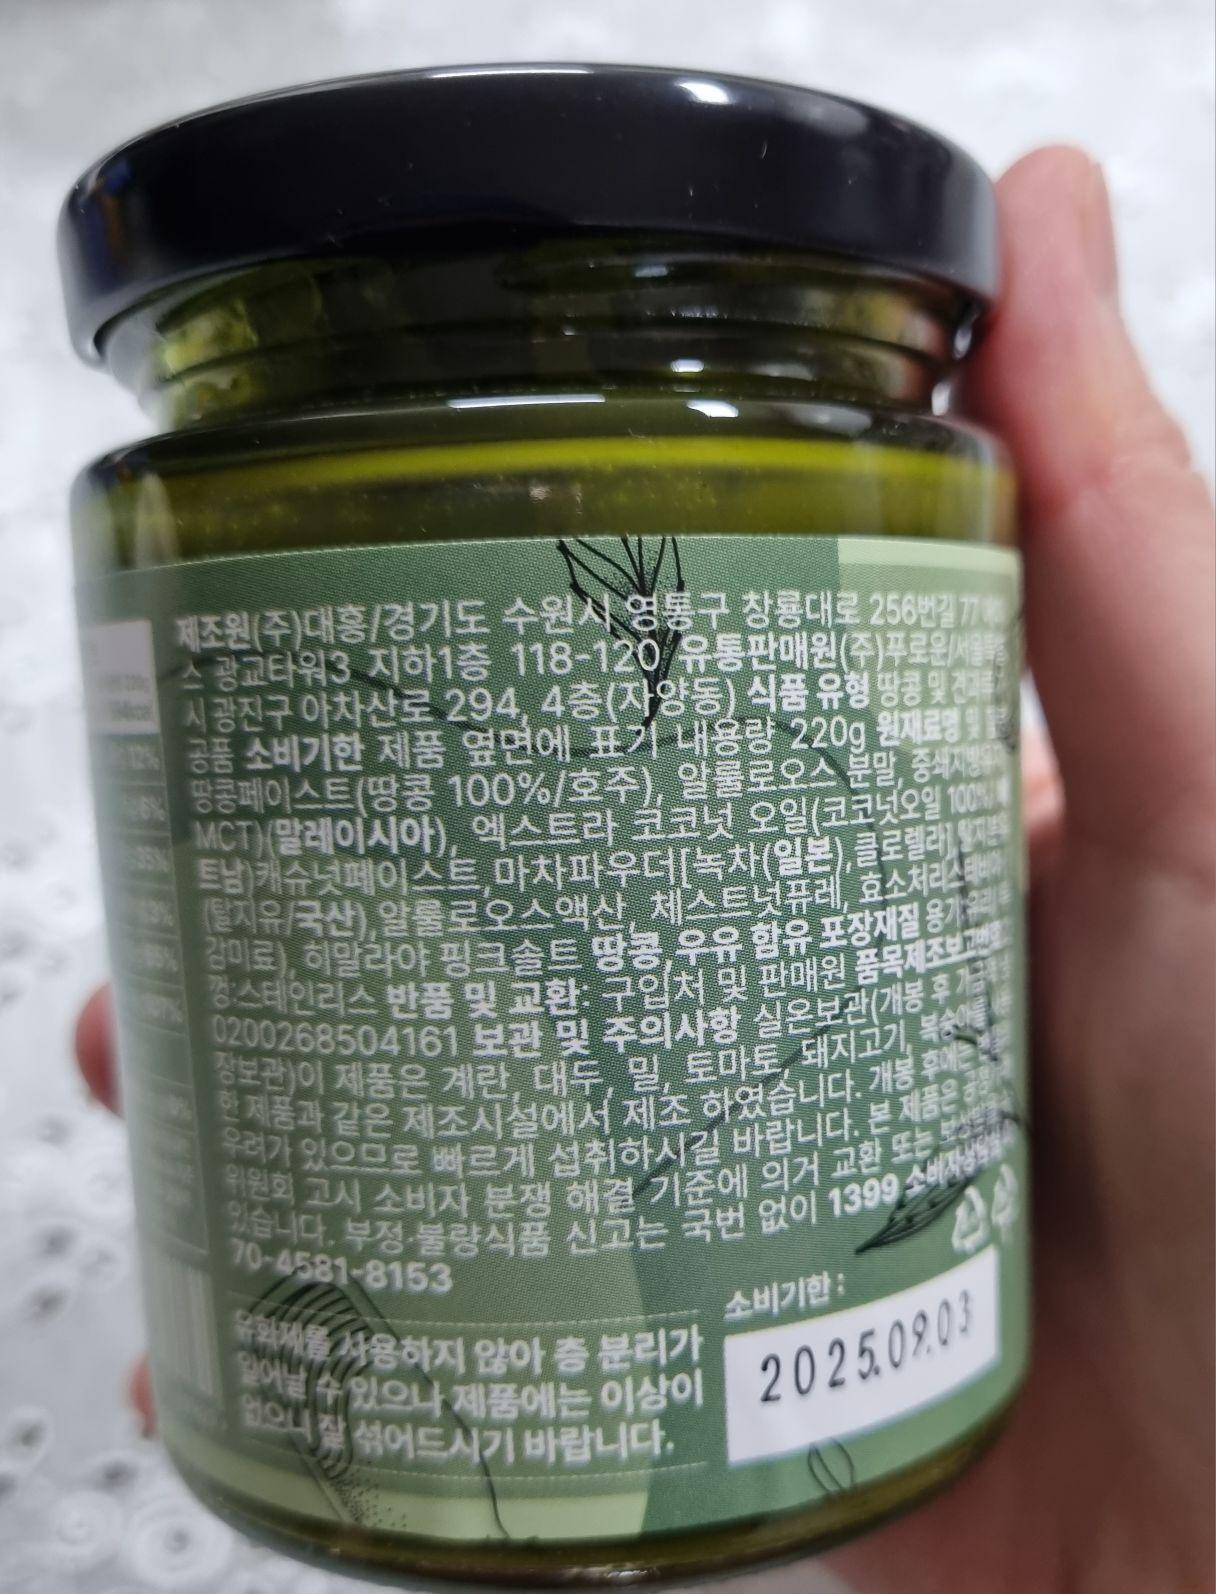 제조원(주)대흥/경기도 수원시 영통구 창룡대로 256번길 77
스 광교타워3 지하1층 118-120 유통판매원(주)푸로운/서울특별
시 광진구 아차산로 294, 4층(자양동) 식품 유형 땅콩 및 견과류가
공품 소비기한 제품 옆면에 표기 내용량 220g 원재료명 및
땅콩페이스트(땅콩 100%/호주), 알룰로오스 분말, 중쇄지방
MCT)(말레이시아), 엑스트라 코코넛 오일(코코넛오일 100%/베
트남)캐슈넛페이스트,마차파우더[녹차(일본),클로렐라]
(탈지유/국산),알룰로오스액산, 체스트넛퓨레, 효소처리스테비아
감미료), 히말라야 핑크솔트 땅콩, 우유 함유 포장재질 용기:유리
껑:스테인리스 반품 및 교환: 구입처 및 판매원 품목제조보고번호:
0200268504161 보관 및 주의사항 실온보관(개봉 후
장보관)이 제품은 계란, 대두, 밀, 토마토, 돼지고기, 복숭아를
한 제품과 같은 제조시설에서 제조 하였습니다. 개봉 후에는
우려가 있으므로 빠르게 섭취하시길 바랍니다. 본 제품은
위원회 고시 소비자 분쟁 해결 기준에 의거 교환 또는
있습니다. 부정·불량식품 신고는 국번 없이 1399
70-4581-8153
유화제를 사용하지 않아 층 분리가
일어날 수 있으나 제품에는 이상이
없으니 잘 섞어드시기 바랍니다.
소비기한 :
2025.09.03